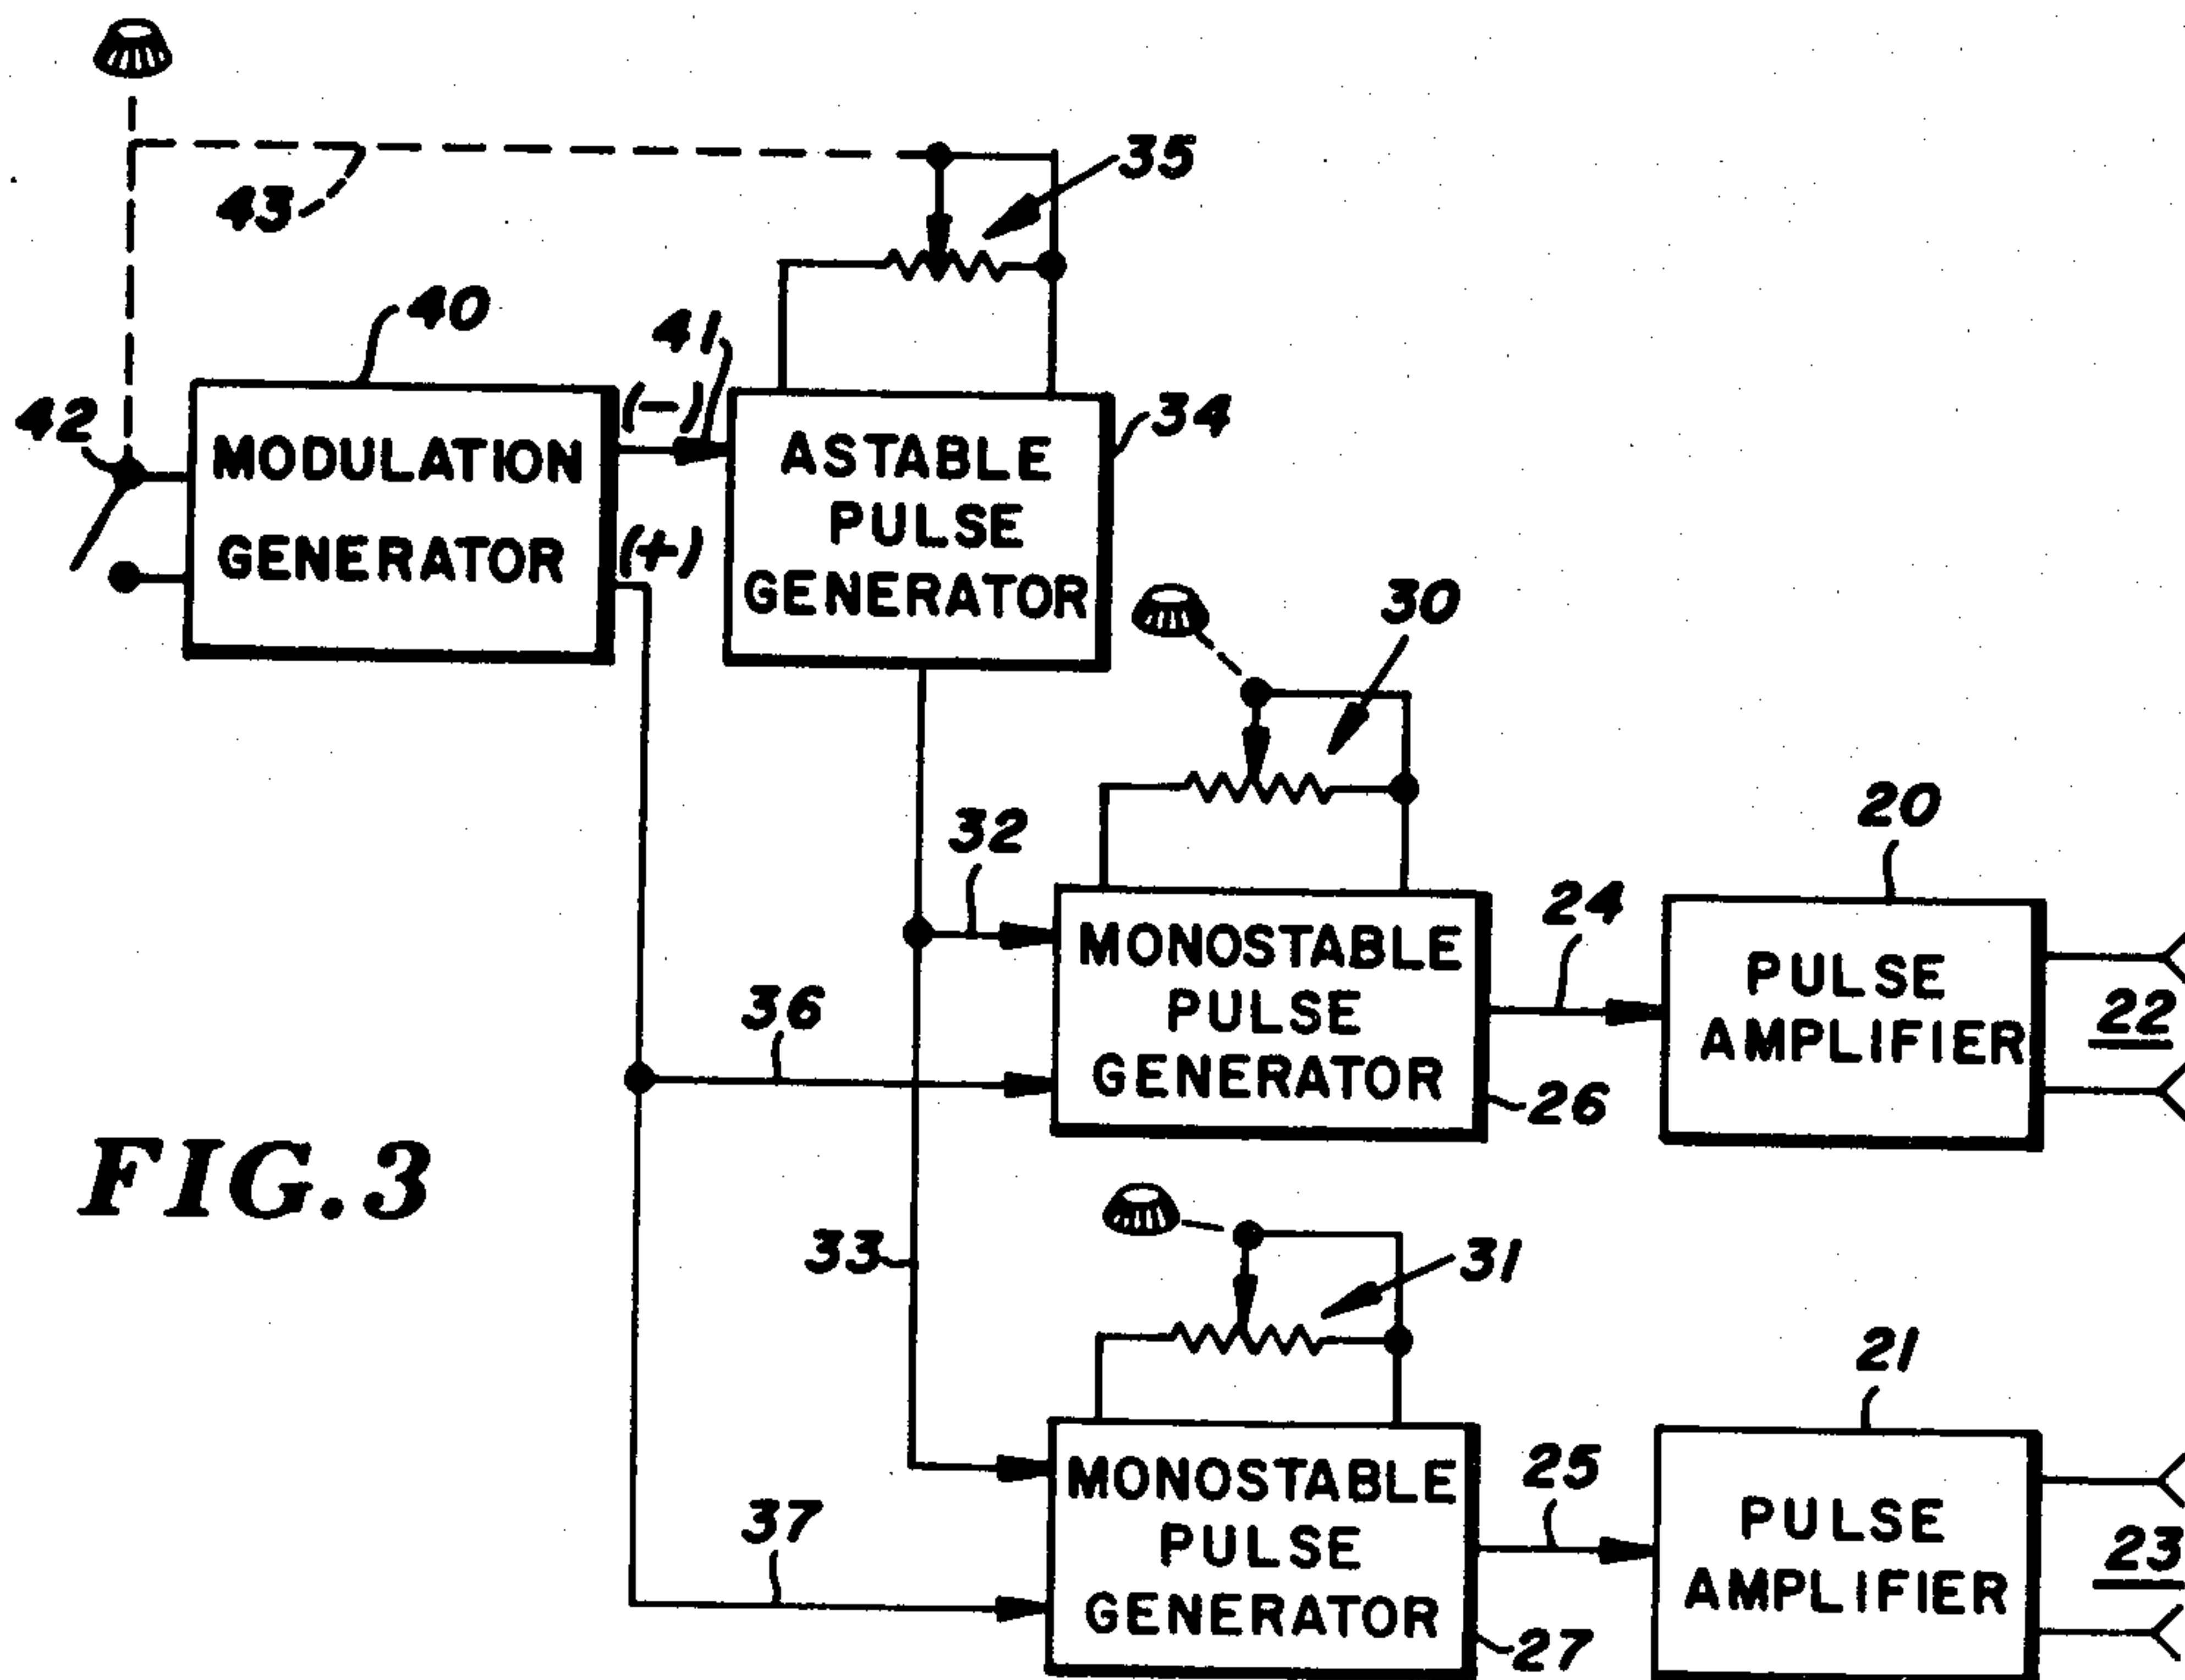 35
43
40
41
(-)
42
34
MODULATION
GENERATOR
ASTABLE
PULSE
GENERATOR
(+)
30
32
20
24
MONOSTABLE
PULSE
GENERATOR
PULSE
AMPLIFIER
22
36
26
FIG.3
33
31
21
25
MONOSTABLE
PULSE
GENERATOR
PULSE
AMPLIFIER
23
37
27